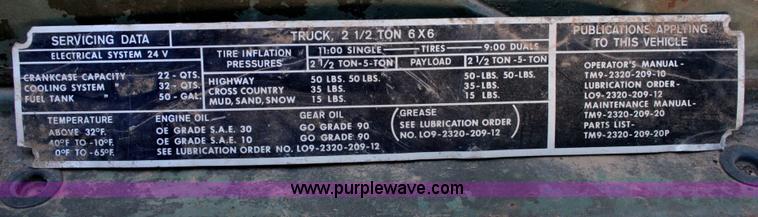 SERVICING DATA
ELECTRICAL SYSTEM 24 V
CRANKCASE CAPACITY 22-QTS.
COOLING SYSTEM " 32-QTS.
FUEL TANK " 50-GAL.
TRUCK, 2 1/2 TON 6X6
TIRE INFLATION PRESSURES
11:00 SINGLE TIRES 9:00 DUALS
2 1/2 TON-5-TON PAYLOAD 2 1/2 TON-5-TON
HIGHWAY 50 LBS. 50 LBS. 50-LBS. 50-LBS.
CROSS COUNTRY 35 LBS. 35-LBS.
MUD, SAND, SNOW 15 LBS. 15 LBS.
TEMPERATURE ENGINE OIL GEAR OIL
ABOVE 32°F. OE GRADE S.A.E. 30 GO GRADE 90
40°F TO -10°F. OE GRADE S.A.E. 10 GO GRADE 90
0°F TO -65°F. SEE LUBRICATION ORDER NO. LO9-2320-209-12
(GREASE
SEE LUBRICATION ORDER
NO. LO9-2320-209-12)
PUBLICATIONS APPLYING
TO THIS VEHICLE
OPERATOR'S MANUAL-
TM9-2320-209-10
LUBRICATION ORDER-
LO9-2320-209-12
MAINTENANCE MANUAL-
TM9-2320-209-20
PARTS LIST-
TM9-2320-209-20P
www.purplewave.com